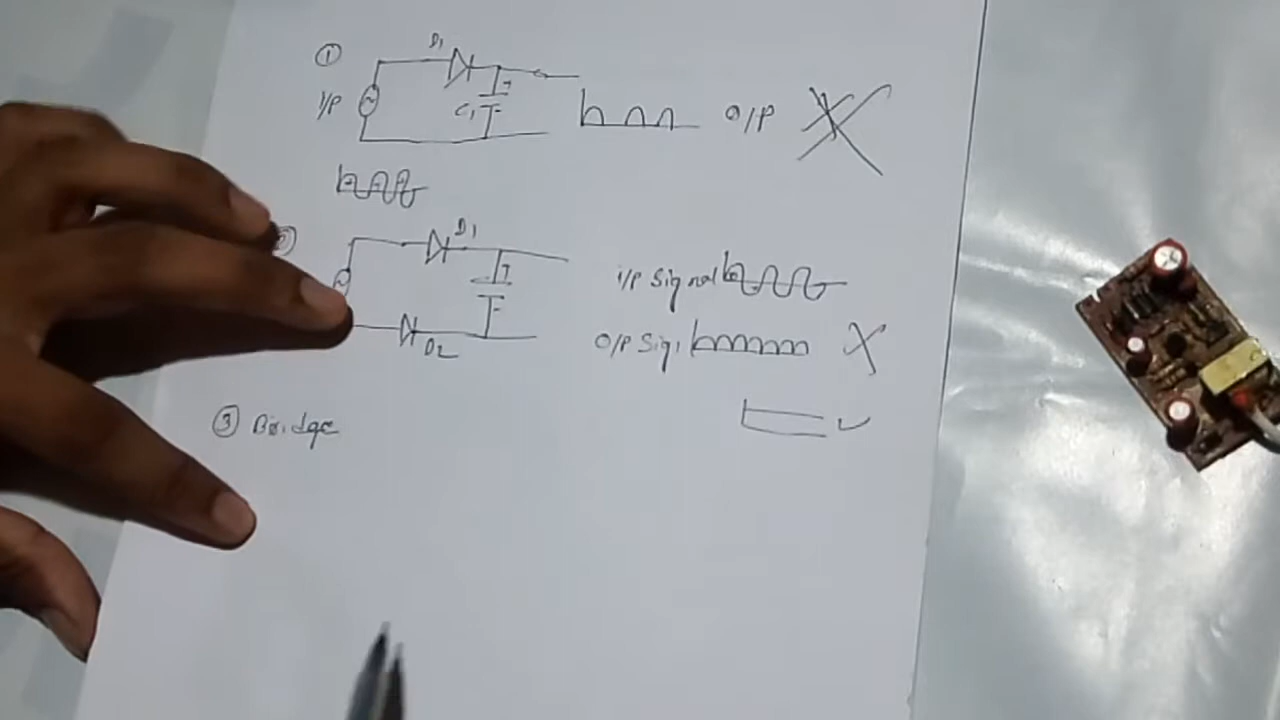 ① D1
I/P C1 O/P X
② D1
i/P Signal
D2 O/P Sig. X
③ Bridge